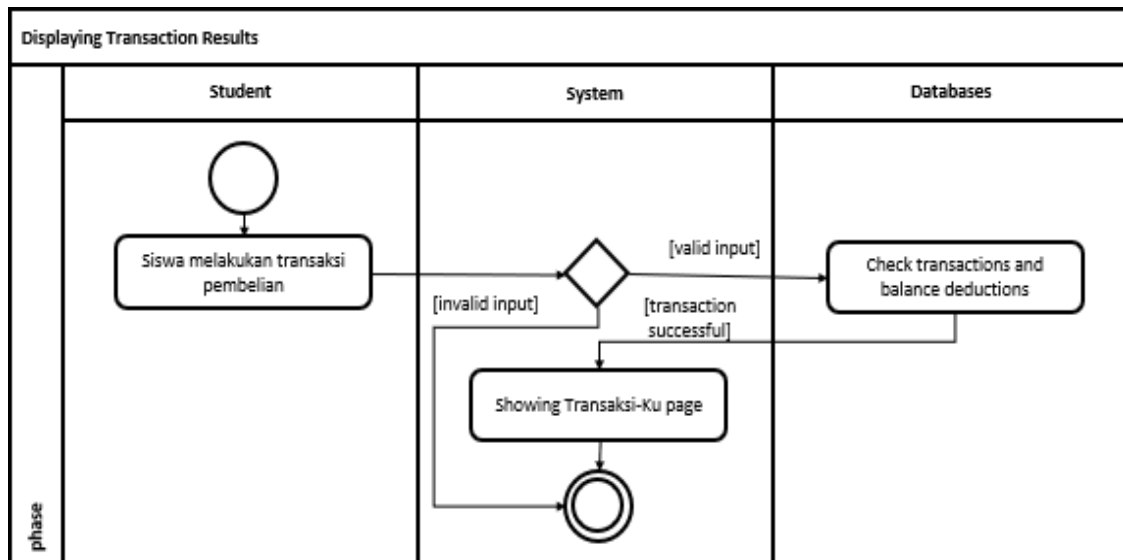 Displaying Transaction Results
Student
System
Databases
Siswa melakukan transaksi
pembelian
[valid input]
Check transactions and
balance deductions
[invalid input]
[transaction
successful]
Showing Transaksi-Ku page
phase